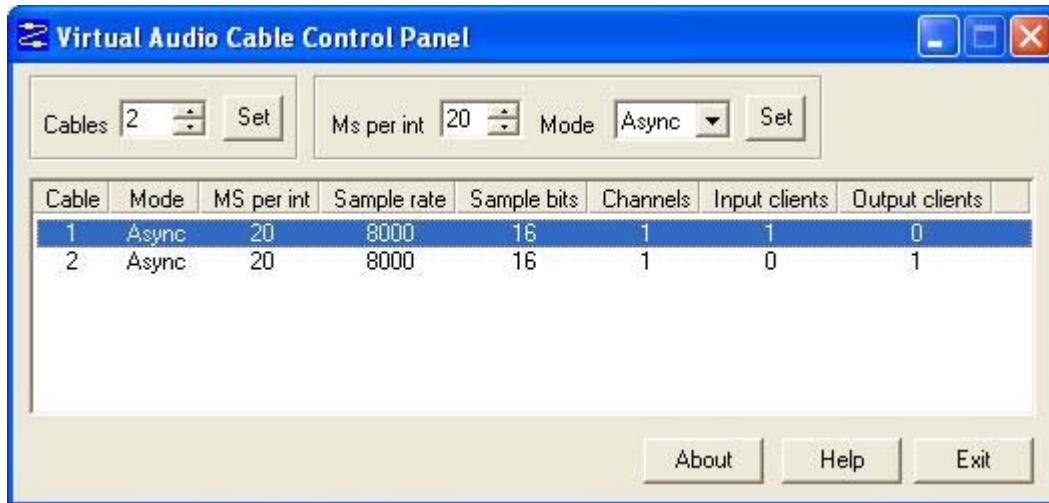 Virtual Audio Cable Control Panel
Cables 2 Set Ms per int 20 Mode Async Set
Cable Mode MS per int Sample rate Sample bits Channels Input clients Output clients
1 Async 20 8000 16 1 1 0
2 Async 20 8000 16 1 0 1
About Help Exit